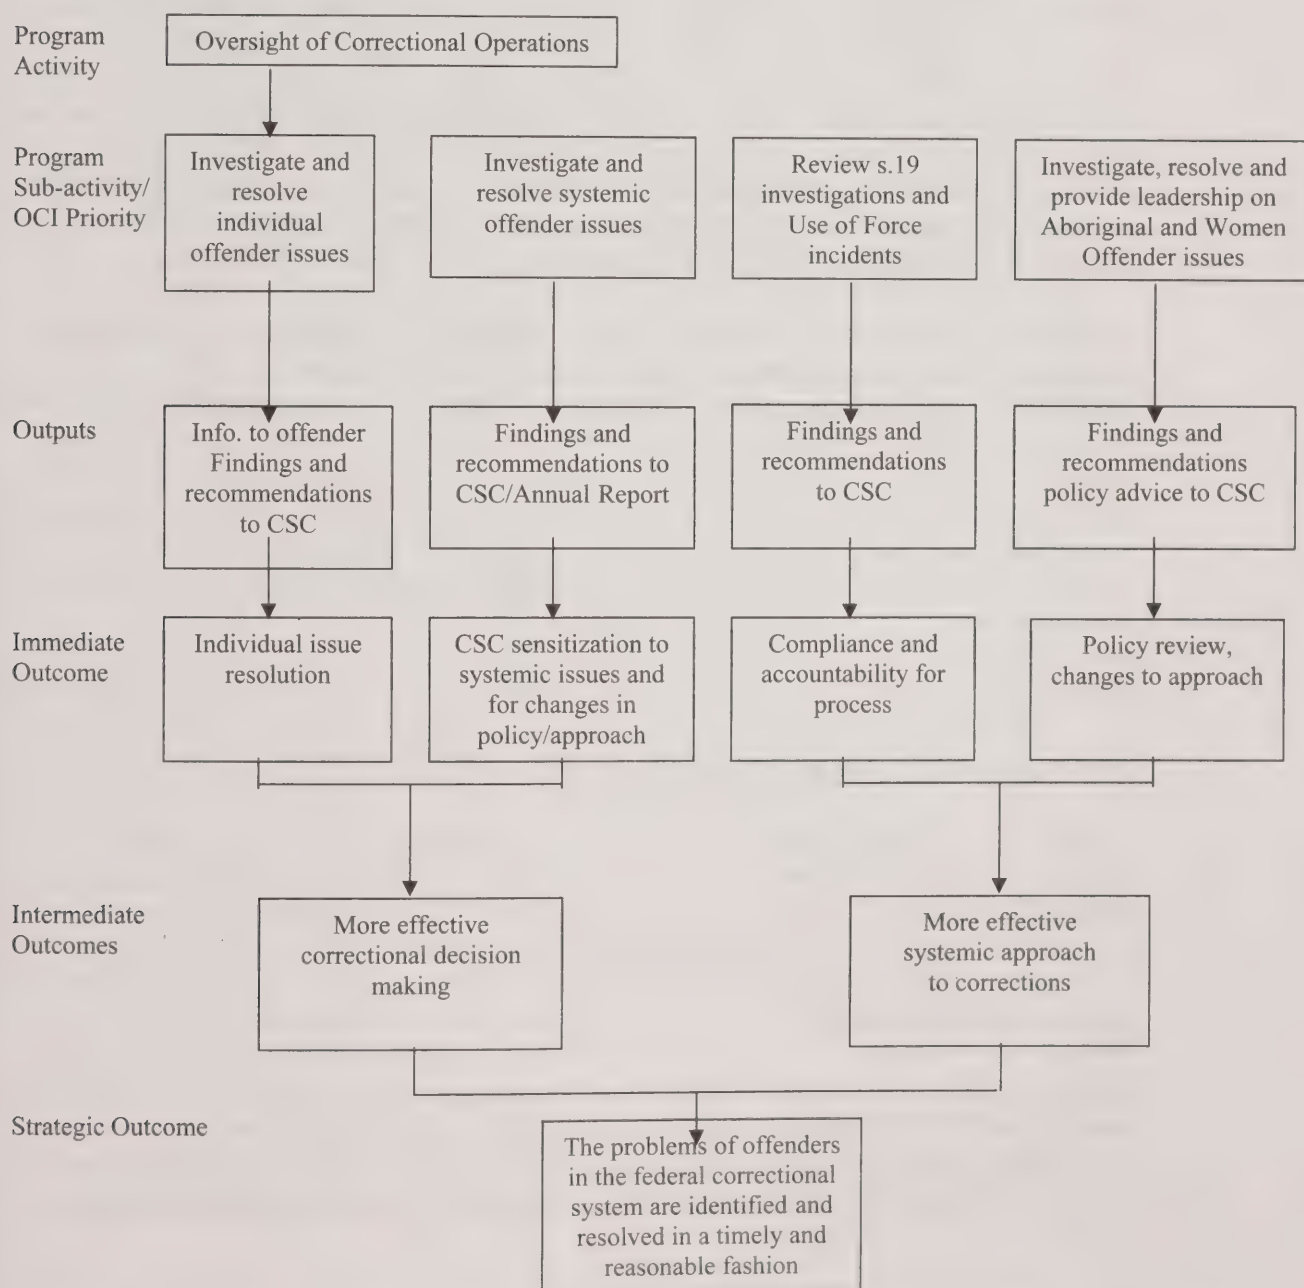 Program
Activity
Oversight of Correctional Operations
Program
Sub-activity/
OCI Priority
Investigate and
resolve
individual
offender issues
Investigate and
resolve systemic
offender issues
Review s.19
investigations and
Use of Force
incidents
Investigate, resolve and
provide leadership on
Aboriginal and Women
Offender issues
Outputs
Info. to offender
Findings and
recommendations
to CSC
Findings and
recommendations to
CSC/Annual Report
Findings and
recommendations
to CSC
Findings and
recommendations
policy advice to CSC
Immediate
Outcome
Individual issue
resolution
CSC sensitization to
systemic issues and
for changes in
policy/approach
Compliance and
accountability for
process
Policy review,
changes to approach
Intermediate
Outcomes
More effective
correctional decision
making
More effective
systemic approach
to corrections
Strategic Outcome
The problems of offenders
in the federal correctional
system are identified and
resolved in a timely and
reasonable fashion